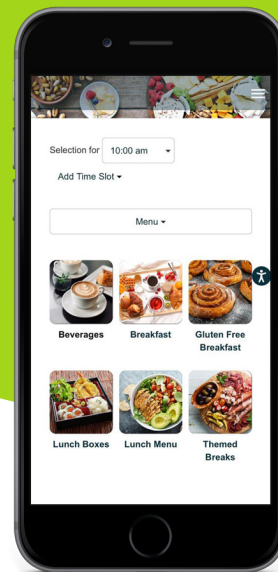 Selection for 10:00 am
Add Time Slot
Menu
Beverages
Breakfast
Gluten Free
Breakfast
Lunch Boxes
Lunch Menu
Themed
Breaks